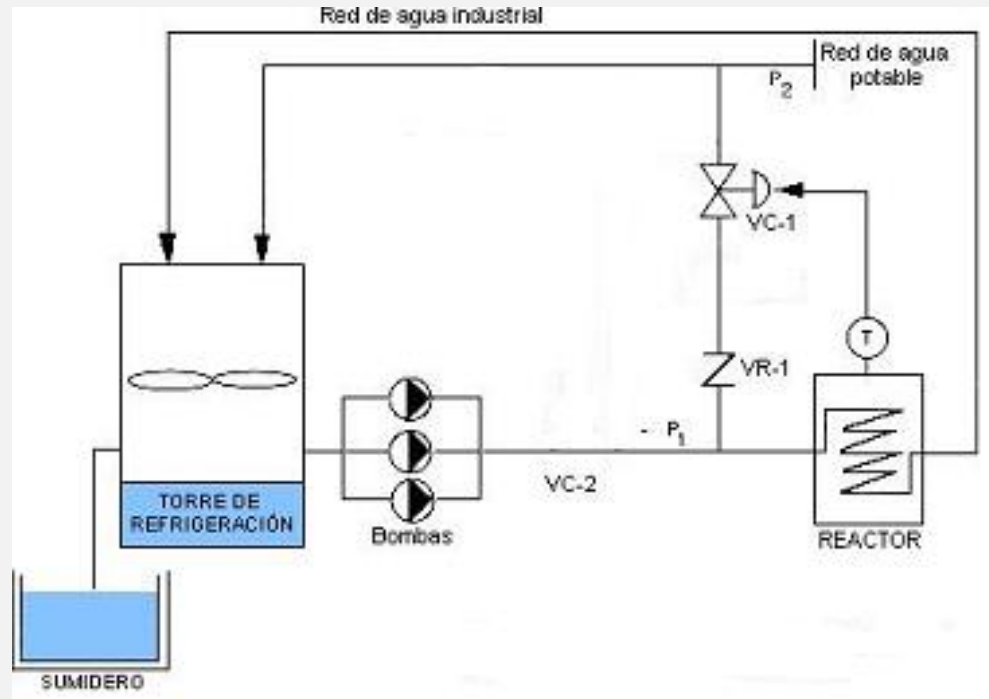 Red de agua industrial
Red de agua
potable
P2
VC-1
T
VR-1
- P1
VC-2
TORRE DE
REFRIGERACIÓN
Bombas
REACTOR
SUMIDERO